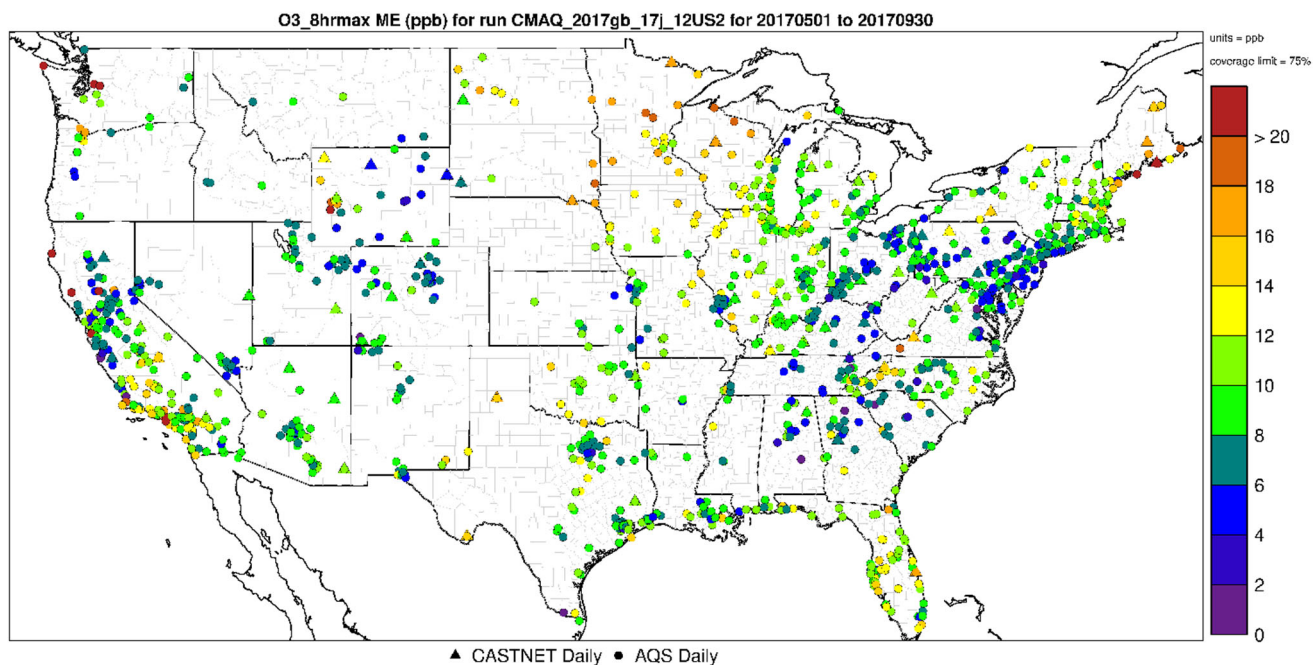 O3_8hrmax ME (ppb) for run CMAQ_2017gb_17j_12US2 for 20170501 to 20170930
units = ppb
coverage limit = 75%
> 20
18
16
14
12
10
8
6
4
2
0
▲ CASTNET Daily ● AQS Daily